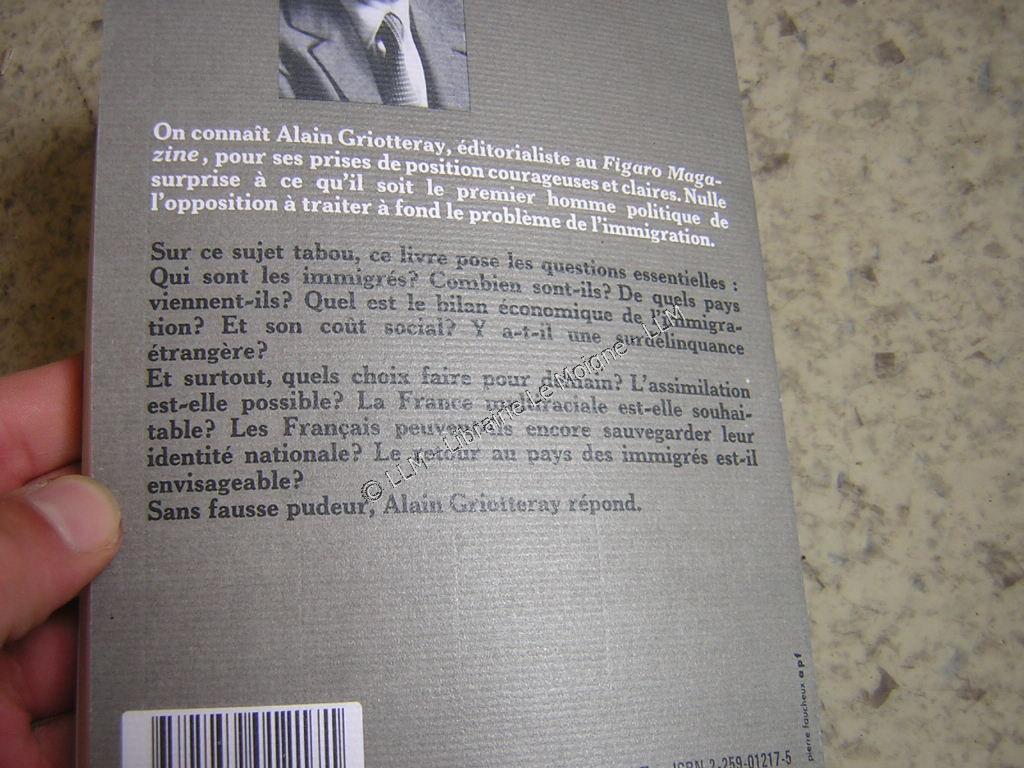 On connaît Alain Griotteray, éditorialiste au Figaro Maga-
zine, pour ses prises de position courageuses et claires. Nulle
surprise à ce qu'il soit le premier homme politique de
l'opposition à traiter à fond le problème de l'immigration.
Sur ce sujet tabou, ce livre pose les questions essentielles :
Qui sont les immigrés? Combien sont-ils? De quels pays
viennent-ils? Quel est le bilan économique de l'immigra-
tion? Et son coût social? Y a-t-il une surdélinquance
étrangère?
Et surtout, quels choix faire pour demain? L'assimilation
est-elle possible? La France multiraciale est-elle souhai-
table? Les Français peuvent-ils encore sauvegarder leur
identité nationale? Le retour au pays des immigrés est-il
envisageable?
Sans fausse pudeur, Alain Griotteray répond.
© LLM - Librairie Le Moigne - LLM
pierre faucheux apf
ISBN 2-259-01217-5